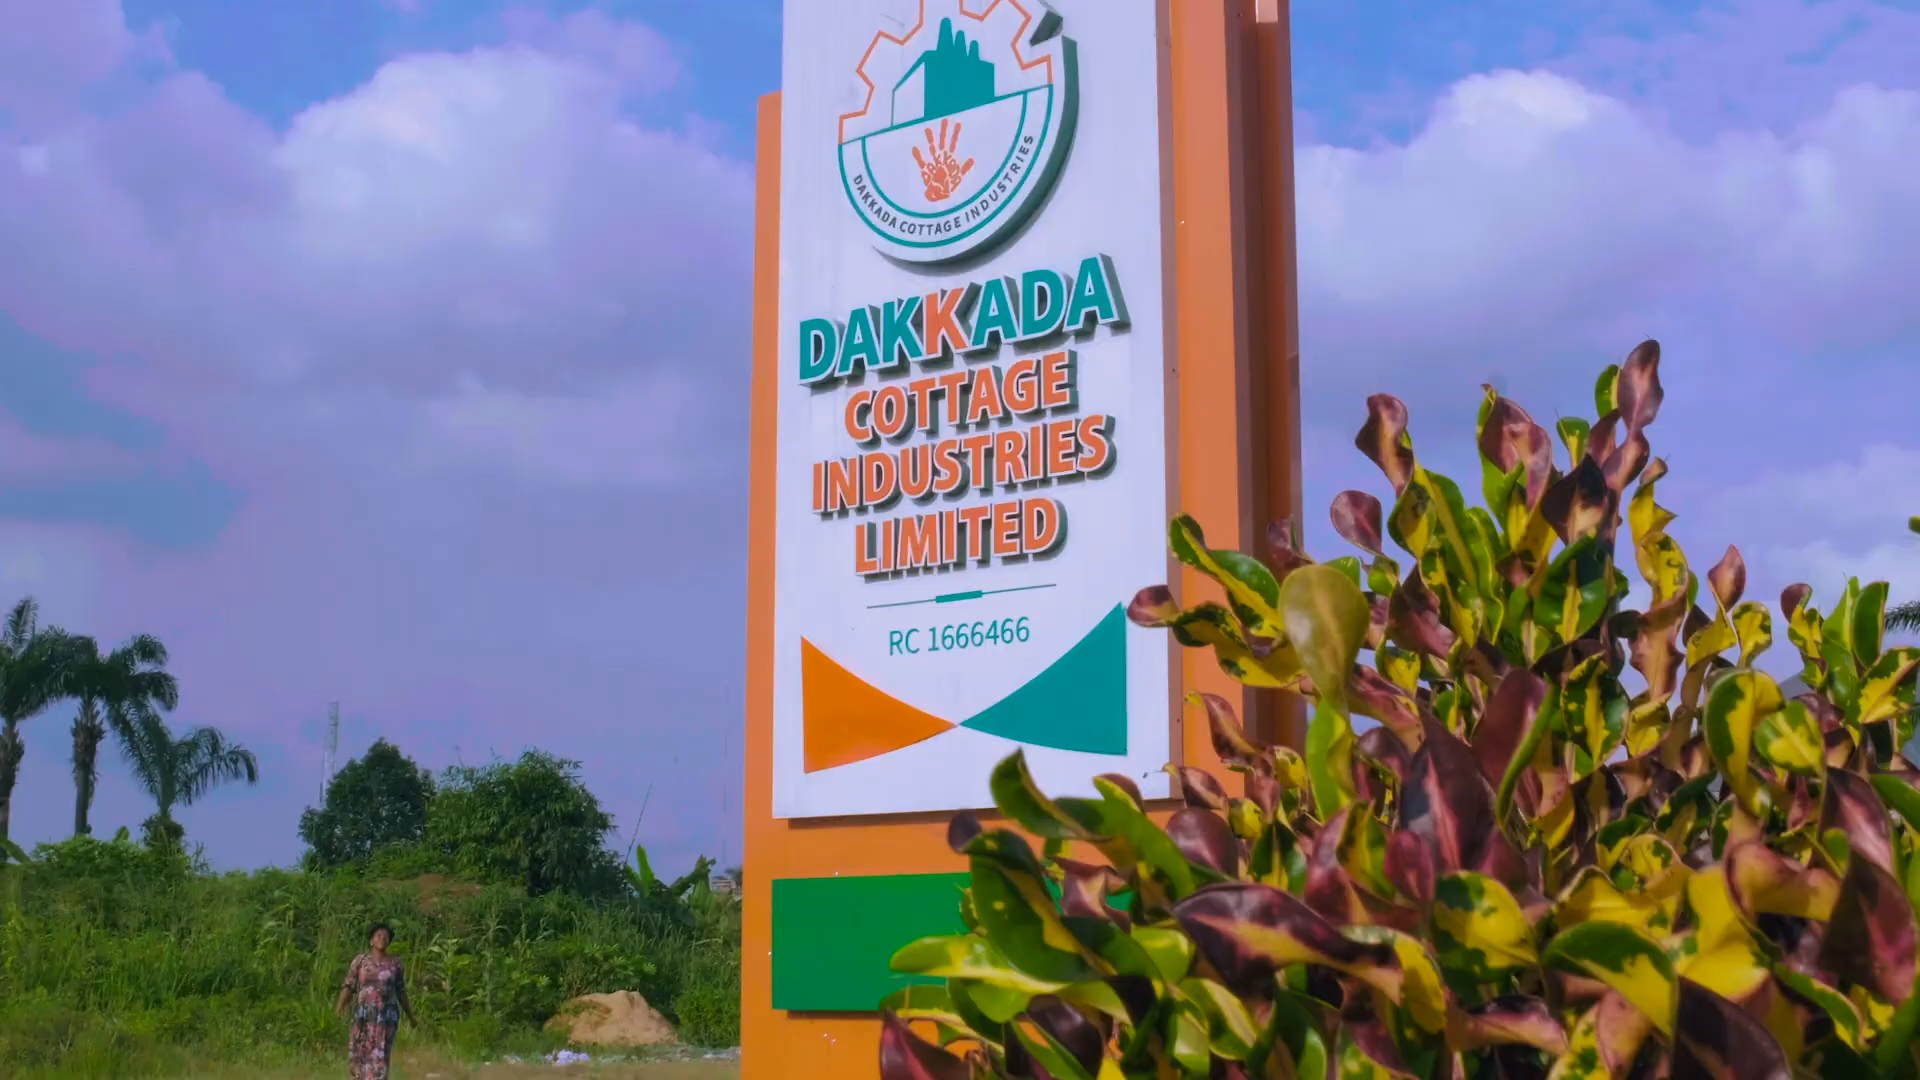 DAKKADA COTTAGE INDUSTRIES
DAKKADA
COTTAGE
INDUSTRIES
LIMITED
RC 1666466